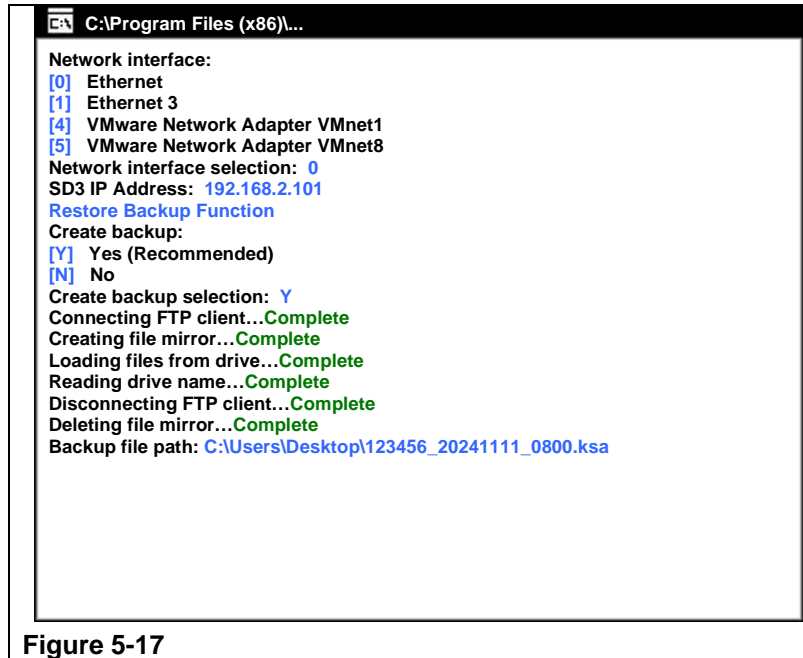 C:\Program Files (x86)\...
Network interface:
[0] Ethernet
[1] Ethernet 3
[4] VMware Network Adapter VMnet1
[5] VMware Network Adapter VMnet8
Network interface selection: 0
SD3 IP Address: 192.168.2.101
Restore Backup Function
Create backup:
[Y] Yes (Recommended)
[N] No
Create backup selection: Y
Connecting FTP client…Complete
Creating file mirror…Complete
Loading files from drive…Complete
Reading drive name…Complete
Disconnecting FTP client…Complete
Deleting file mirror…Complete
Backup file path: C:\Users\Desktop\123456_20241111_0800.ksa
Figure 5-17